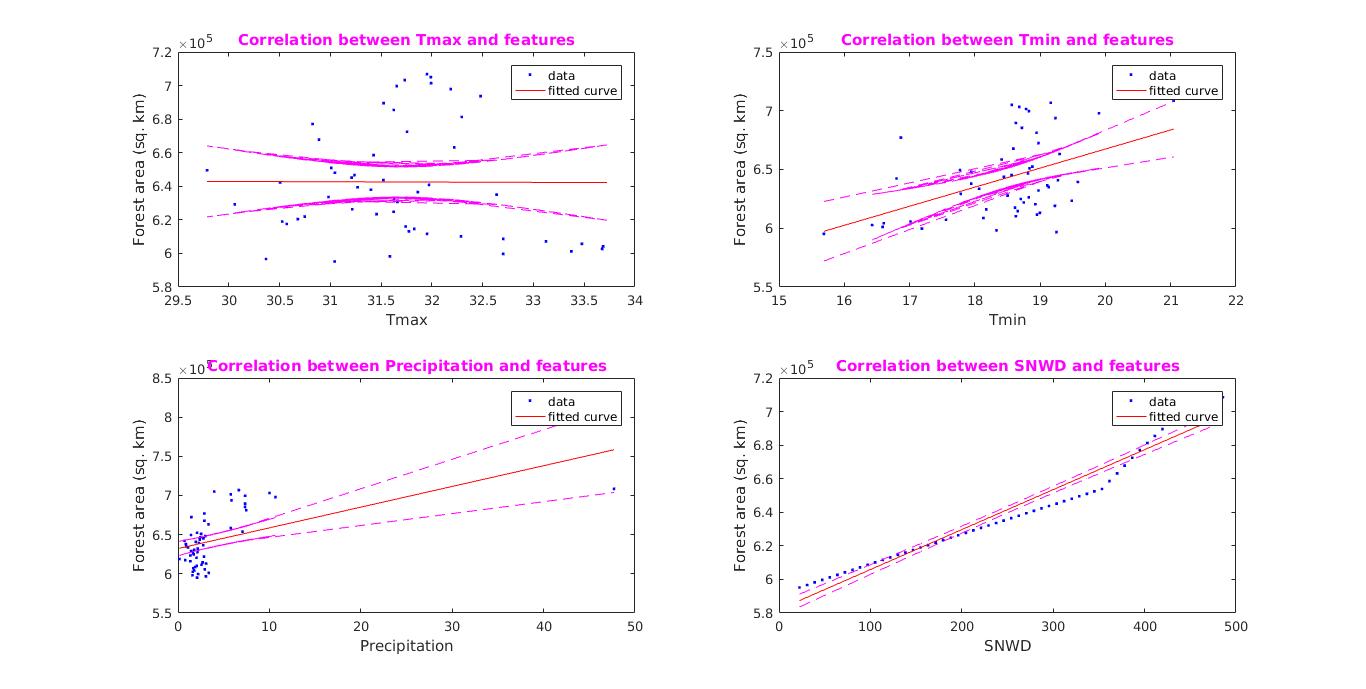 Correlation between Tmax and features
×10⁵
7.2
7
6.8
6.6
6.4
6.2
6
5.8
Forest area (sq. km)
data
fitted curve
29.5 30 30.5 31 31.5 32 32.5 33 33.5 34
Tmax
Correlation between Tmin and features
×10⁵
7.5
7
6.5
6
5.5
Forest area (sq. km)
data
fitted curve
15 16 17 18 19 20 21 22
Tmin
Correlation between Precipitation and features
×10⁵
8.5
8
7.5
7
6.5
6
5.5
Forest area (sq. km)
data
fitted curve
0 10 20 30 40 50
Precipitation
Correlation between SNWD and features
×10⁵
7.2
7
6.8
6.6
6.4
6.2
6
5.8
Forest area (sq. km)
data
fitted curve
0 100 200 300 400 500
SNWD